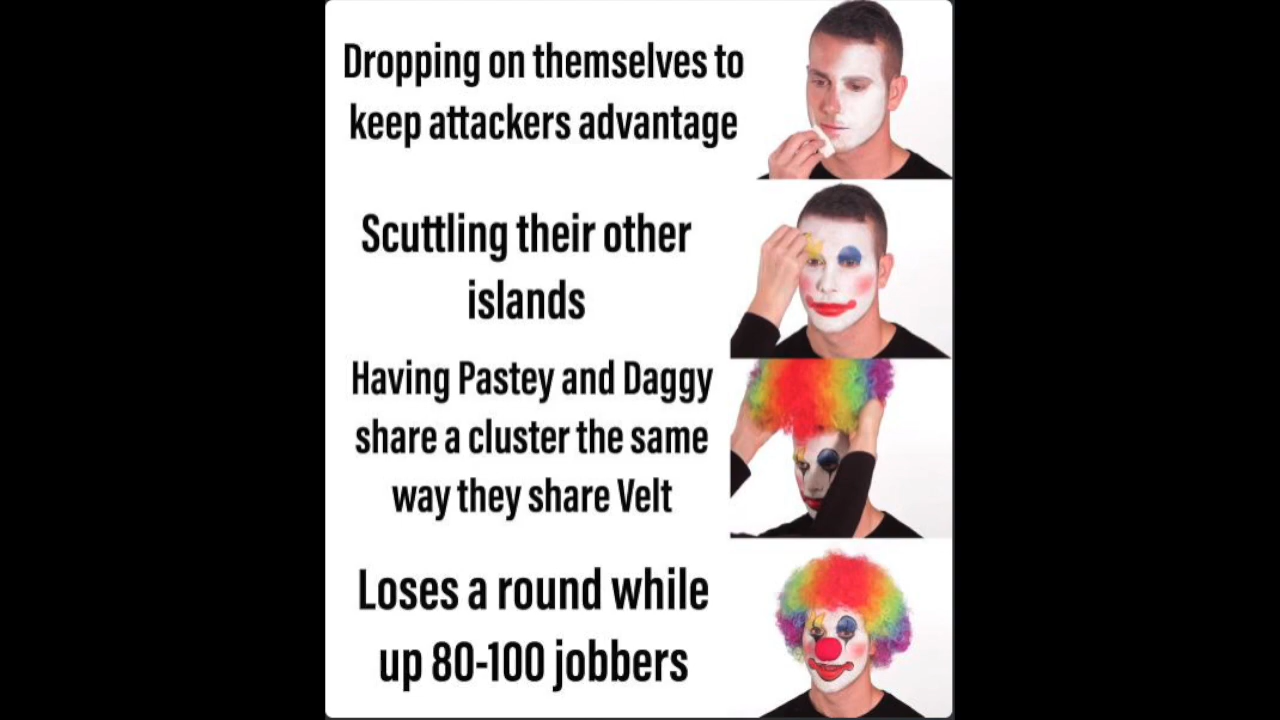 Dropping on themselves to
keep attackers advantage
Scuttling their other
islands
Having Pastey and Daggy
share a cluster the same
way they share Velt
Loses a round while
up 80-100 jobbers